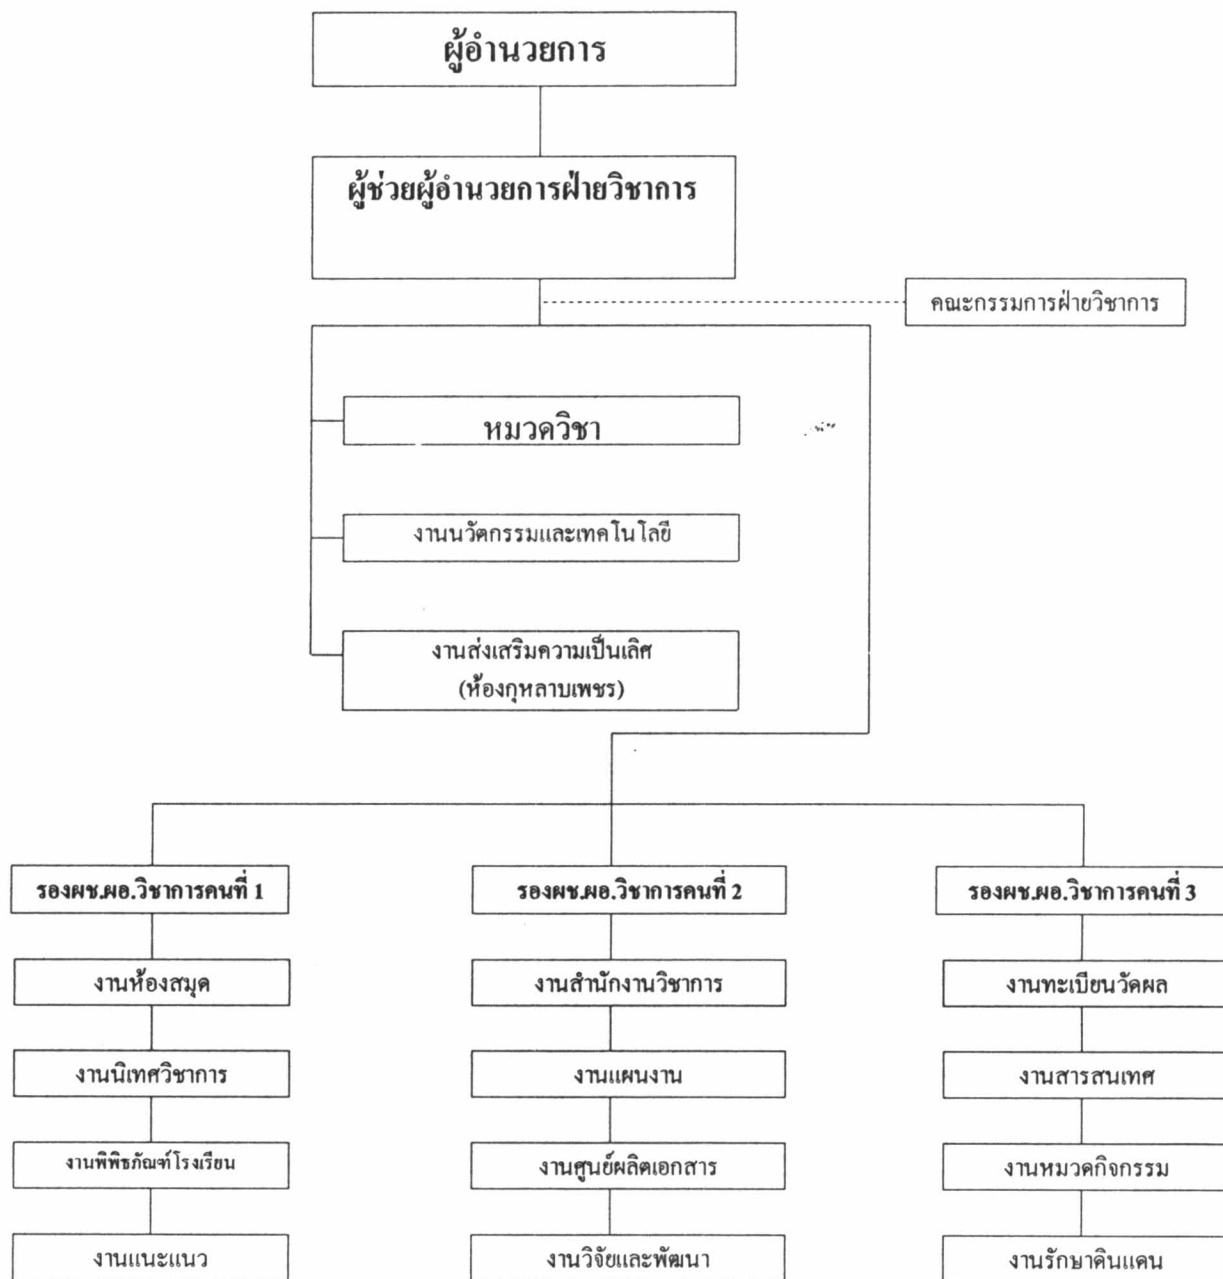 ผู้อำนวยการ
ผู้ช่วยผู้อำนวยการฝ่ายวิชาการ
คณะกรรมการฝ่ายวิชาการ
หมวดวิชา
งานนวัตกรรมและเทคโนโลยี
งานส่งเสริมความเป็นเลิศ
(ห้องกุหลาบเพชร)
รองผช.ผอ.วิชาการคนที่ 1
รองผช.ผอ.วิชาการคนที่ 2
รองผช.ผอ.วิชาการคนที่ 3
งานห้องสมุด
งานสำนักงานวิชาการ
งานทะเบียนวัดผล
งานนิเทศวิชาการ
งานแผนงาน
งานสารสนเทศ
งานพิพิธภัณฑ์โรงเรียน
งานศูนย์ผลิตเอกสาร
งานหมวดกิจกรรม
งานแนะแนว
งานวิจัยและพัฒนา
งานรักษาดินแดน